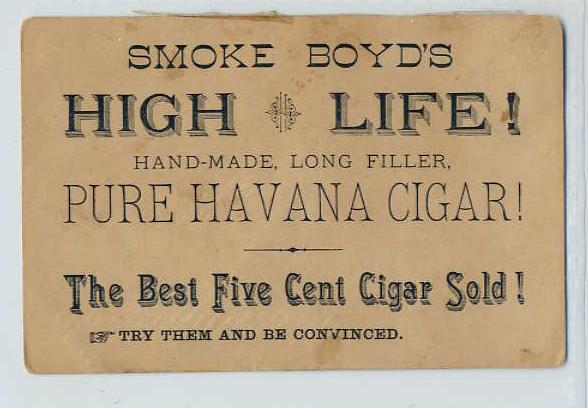 SMOKE BOYD'S
HIGH LIFE!
HAND-MADE, LONG FILLER,
PURE HAVANA CIGAR!
The Best Five Cent Cigar Sold!
☞ TRY THEM AND BE CONVINCED.